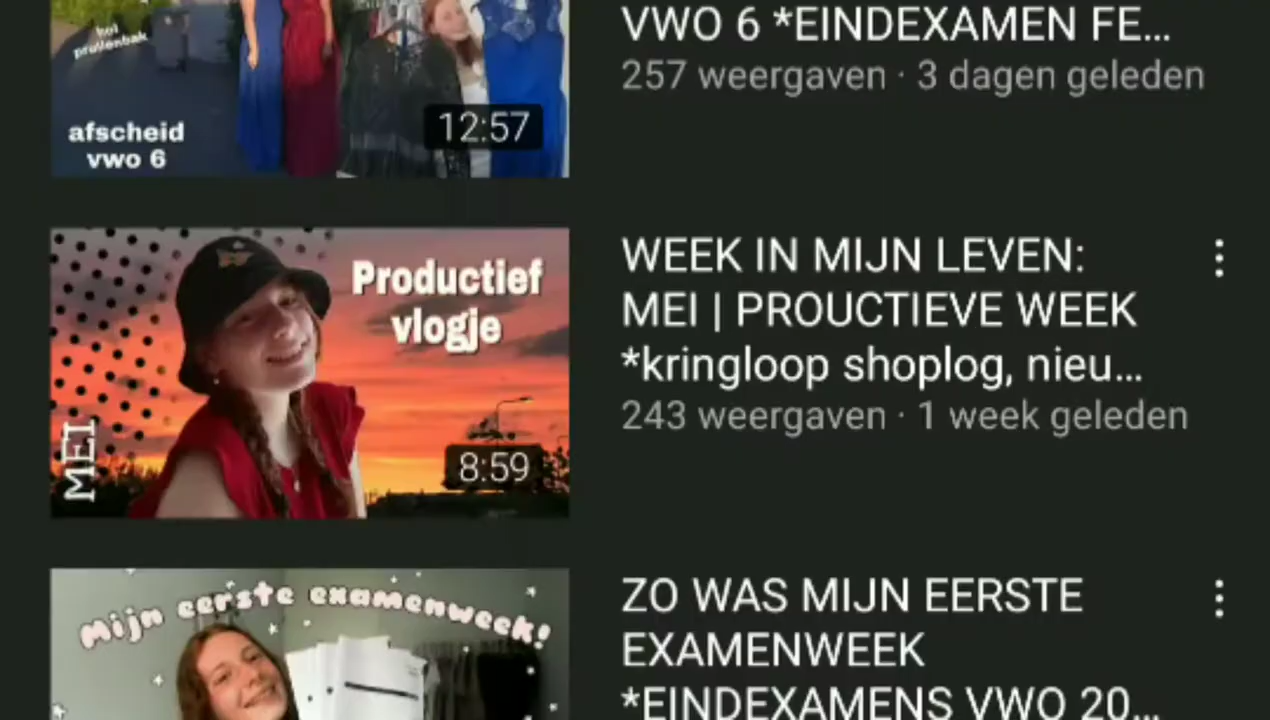 hoi
prullenbak
afscheid
vwo 6
12:57
VWO 6 *EINDEXAMEN FE…
257 weergaven · 3 dagen geleden
Productief
vlogje
MEI
8:59
WEEK IN MIJN LEVEN:
MEI | PROUCTIEVE WEEK
*kringloop shoplog, nieu…
243 weergaven · 1 week geleden
Mijn eerste examenweek!
ZO WAS MIJN EERSTE
EXAMENWEEK
*EINDEXAMENS VWO 20…